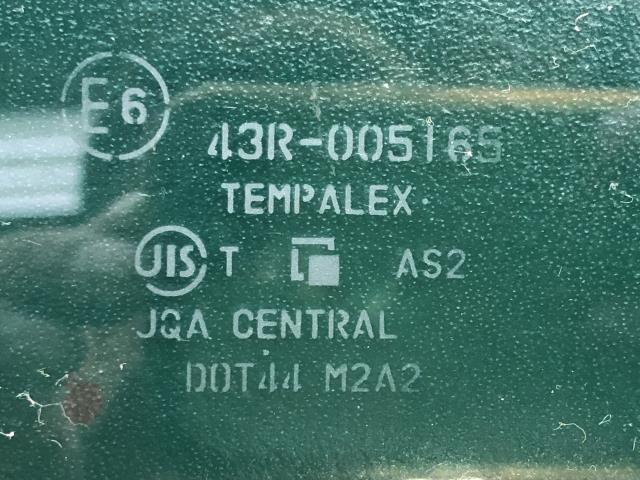 E6
43R-005165
TEMPALEX
JIS T AS2
JQA CENTRAL
DOT44 M2A2